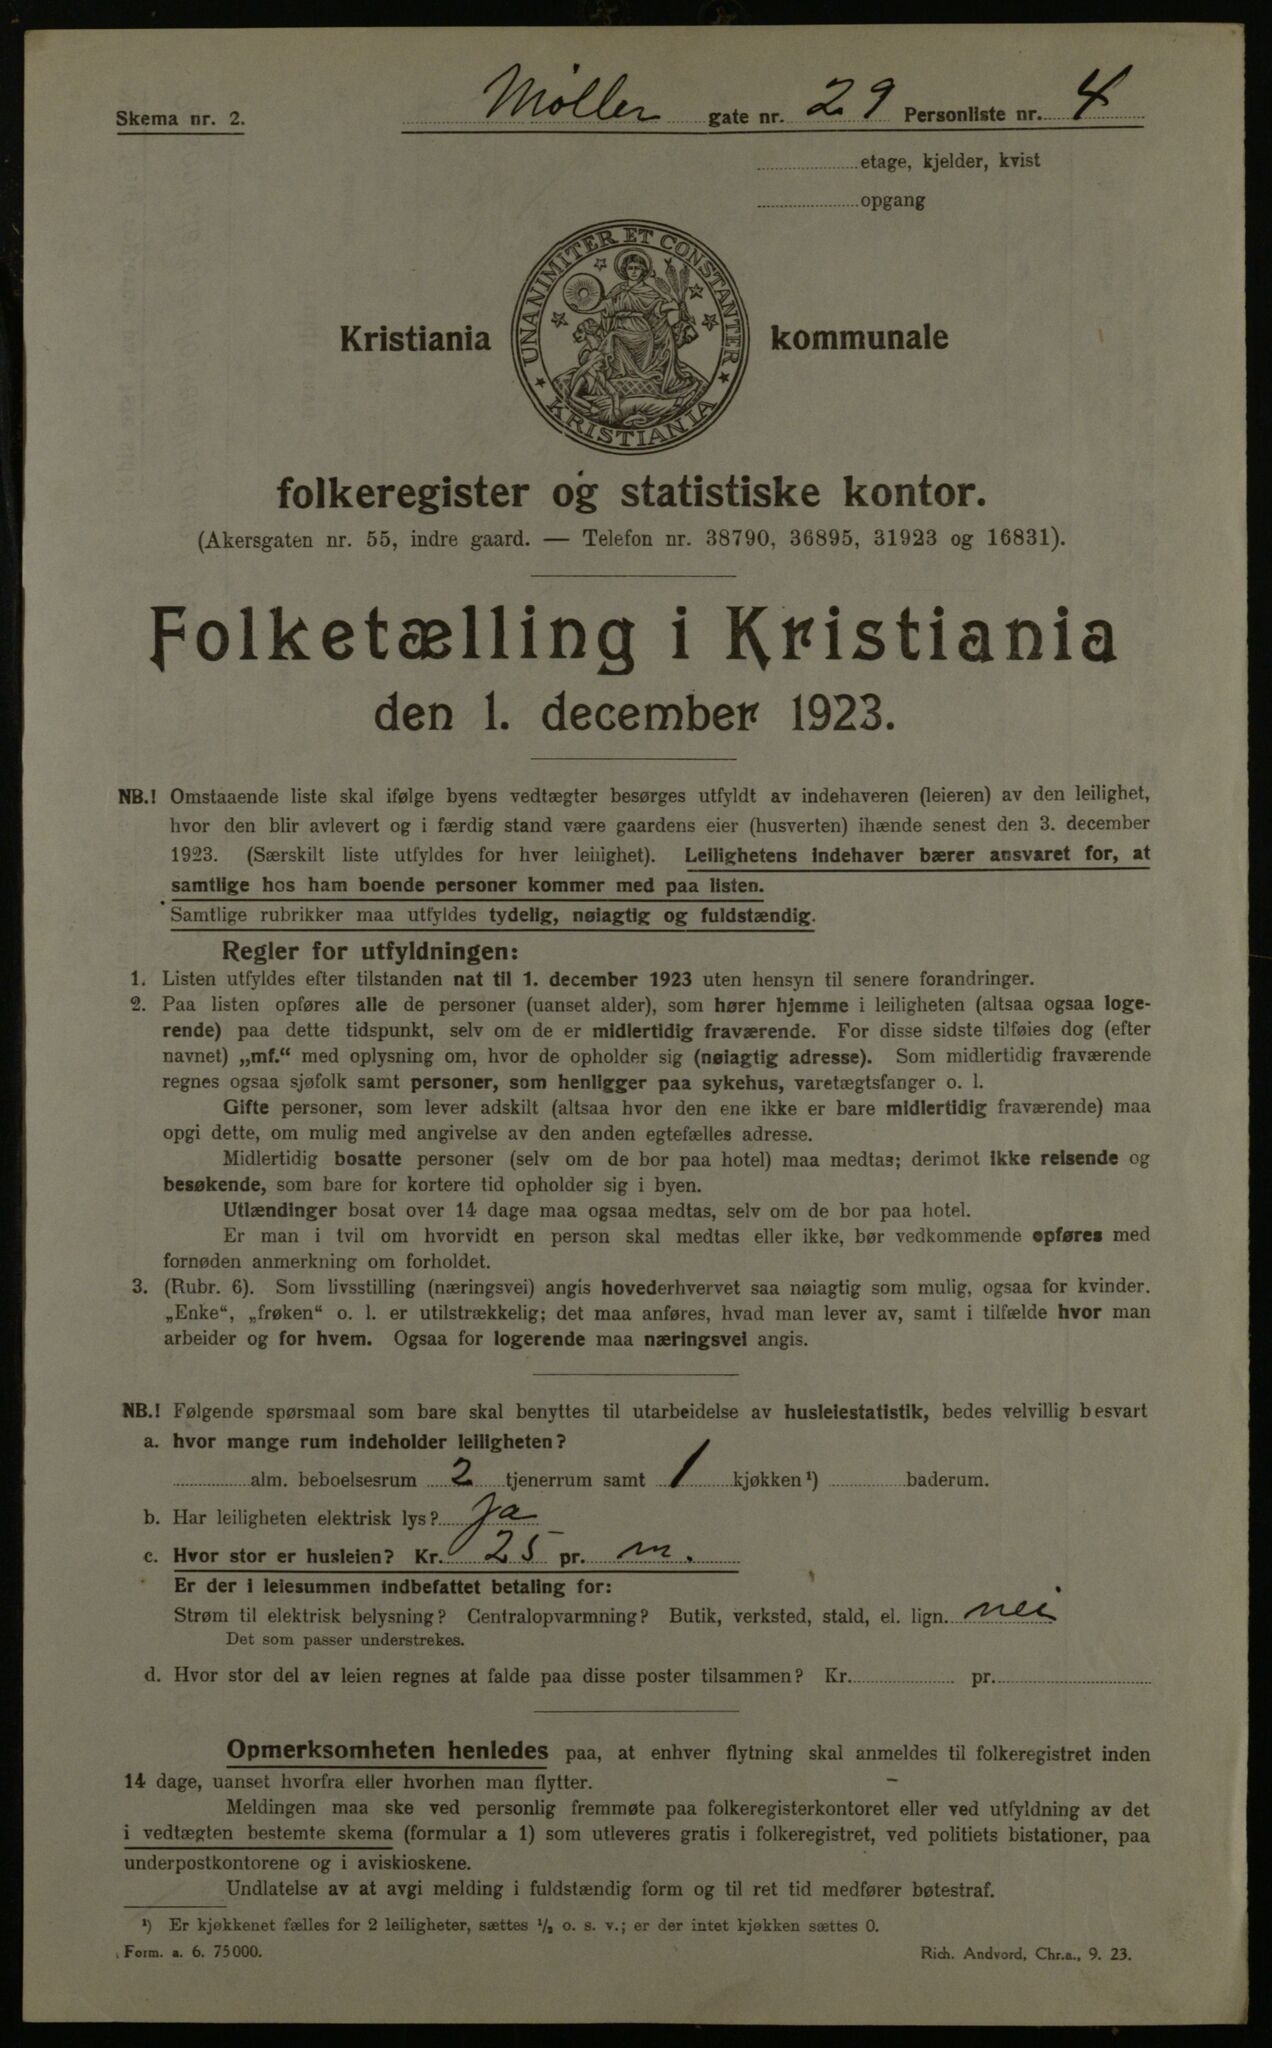 Skema nr. 2.
Møller gate nr. 29 Personliste nr. 4
etage, kjelder, kvist
opgang
UNANIMITER ET CONSTANTER
KRISTIANIA
Kristiania kommunale
folkeregister og statistiske kontor.
(Akersgaten nr. 55, indre gaard. — Telefon nr. 38790, 36895, 31923 og 16831).
Folketælling i Kristiania
den 1. december 1923.
NB.! Omstaaende liste skal ifølge byens vedtægter besørges utfyldt av indehaveren (leieren) av den leilighet,
hvor den blir avlevert og i færdig stand være gaardens eier (husverten) ihænde senest den 3. december
1923. (Særskilt liste utfyldes for hver leilighet). Leilighetens indehaver bærer ansvaret for, at
samtlige hos ham boende personer kommer med paa listen.
Samtlige rubrikker maa utfyldes tydelig, nøiagtig og fuldstændig.
Regler for utfyldningen:
1. Listen utfyldes efter tilstanden nat til 1. december 1923 uten hensyn til senere forandringer.
2. Paa listen opføres alle de personer (uanset alder), som hører hjemme i leiligheten (altsaa ogsaa loge-
rende) paa dette tidspunkt, selv om de er midlertidig fraværende. For disse sidste tilføies dog (efter
navnet) „mf.“ med oplysning om, hvor de opholder sig (nøiagtig adresse). Som midlertidig fraværende
regnes ogsaa sjøfolk samt personer, som henligger paa sykehus, varetægtsfanger o. l.
Gifte personer, som lever adskilt (altsaa hvor den ene ikke er bare midlertidig fraværende) maa
opgi dette, om mulig med angivelse av den anden egtefælles adresse.
Midlertidig bosatte personer (selv om de bor paa hotel) maa medtas; derimot ikke reisende og
besøkende, som bare for kortere tid opholder sig i byen.
Utlændinger bosat over 14 dage maa ogsaa medtas, selv om de bor paa hotel.
Er man i tvil om hvorvidt en person skal medtas eller ikke, bør vedkommende opføres med
fornøden anmerkning om forholdet.
3. (Rubr. 6). Som livsstilling (næringsvei) angis hovederhvervet saa nøiagtig som mulig, ogsaa for kvinder.
„Enke“, „frøken“ o. l. er utilstrækkelig; det maa anføres, hvad man lever av, samt i tilfælde hvor man
arbeider og for hvem. Ogsaa for logerende maa næringsvei angis.
NB.! Følgende spørsmaal som bare skal benyttes til utarbeidelse av husleiestatistik, bedes velvillig besvart
a. hvor mange rum indeholder leiligheten?
alm. beboelsesrum 2 tjenerrum samt 1 kjøkken ¹) baderum.
b. Har leiligheten elektrisk lys? Ja
c. Hvor stor er husleien? Kr. 25 pr. m.
Er der i leiesummen indbefattet betaling for:
Strøm til elektrisk belysning? Centralopvarmning? Butik, verksted, stald, el. lign. nei
Det som passer understrekes.
d. Hvor stor del av leien regnes at falde paa disse poster tilsammen? Kr. pr.
Opmerksomheten henledes paa, at enhver flytning skal anmeldes til folkeregistret inden
14 dage, uanset hvorfra eller hvorhen man flytter.
Meldingen maa ske ved personlig fremmøte paa folkeregisterkontoret eller ved utfyldning av det
i vedtægten bestemte skema (formular a 1) som utleveres gratis i folkeregistret, ved politiets bistationer, paa
underpostkontorene og i aviskioskene.
Undlatelse av at avgi melding i fuldstændig form og til ret tid medfører bøtestraf.
¹) Er kjøkkenet fælles for 2 leiligheter, sættes ½ o. s. v.; er der intet kjøkken sættes 0.
Form. a. 6. 75000.
Rich. Andvord, Chr.a., 9. 23.